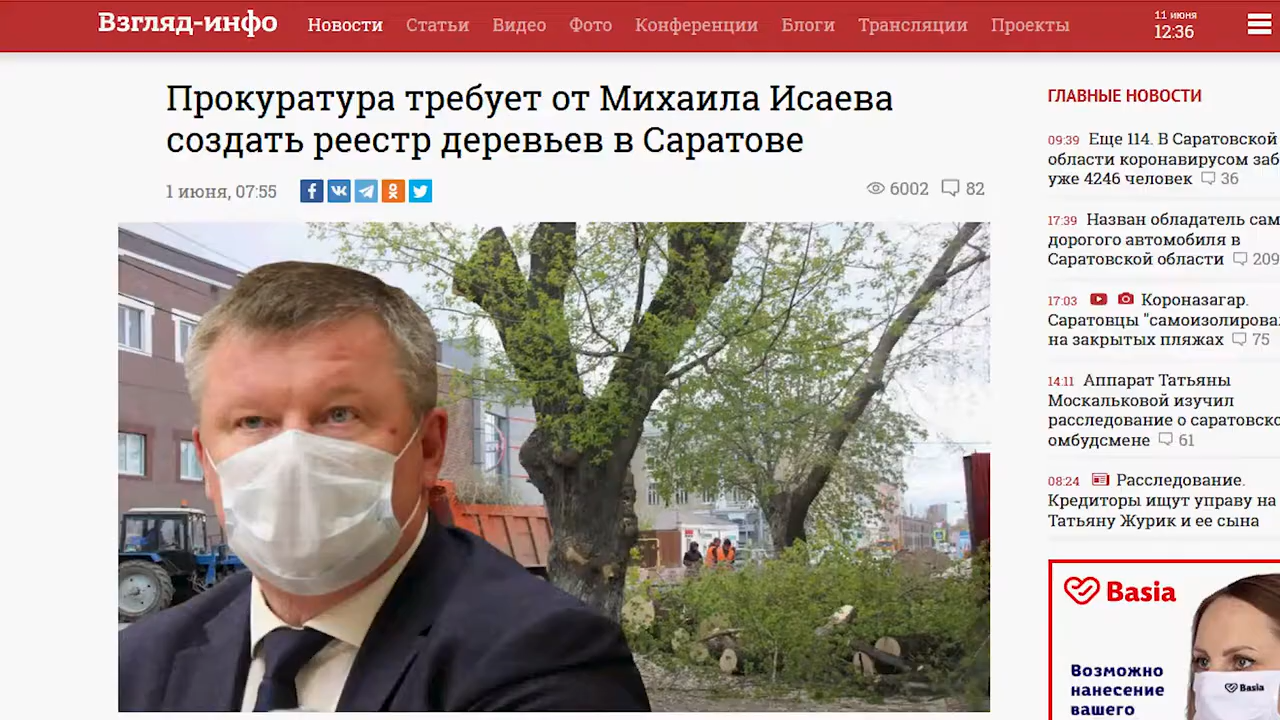 Взгляд-инфо
Новости Статьи Видео Фото Конференции Блоги Трансляции Проекты
11 июня
12:36
Прокуратура требует от Михаила Исаева
создать реестр деревьев в Саратове
1 июня, 07:55
6002 82
ГЛАВНЫЕ НОВОСТИ
09:39 Еще 114. В Саратовской
области коронавирусом заб
уже 4246 человек 36
17:39 Назван обладатель сам
дорогого автомобиля в
Саратовской области 209
17:03 Короназагар.
Саратовцы "самоизолирова
на закрытых пляжах 75
14:11 Аппарат Татьяны
Москальковой изучил
расследование о саратовско
омбудсмене 61
08:24 Расследование.
Кредиторы ищут управу на
Татьяну Журик и ее сына
Basia
Возможно
нанесение
вашего
Basia